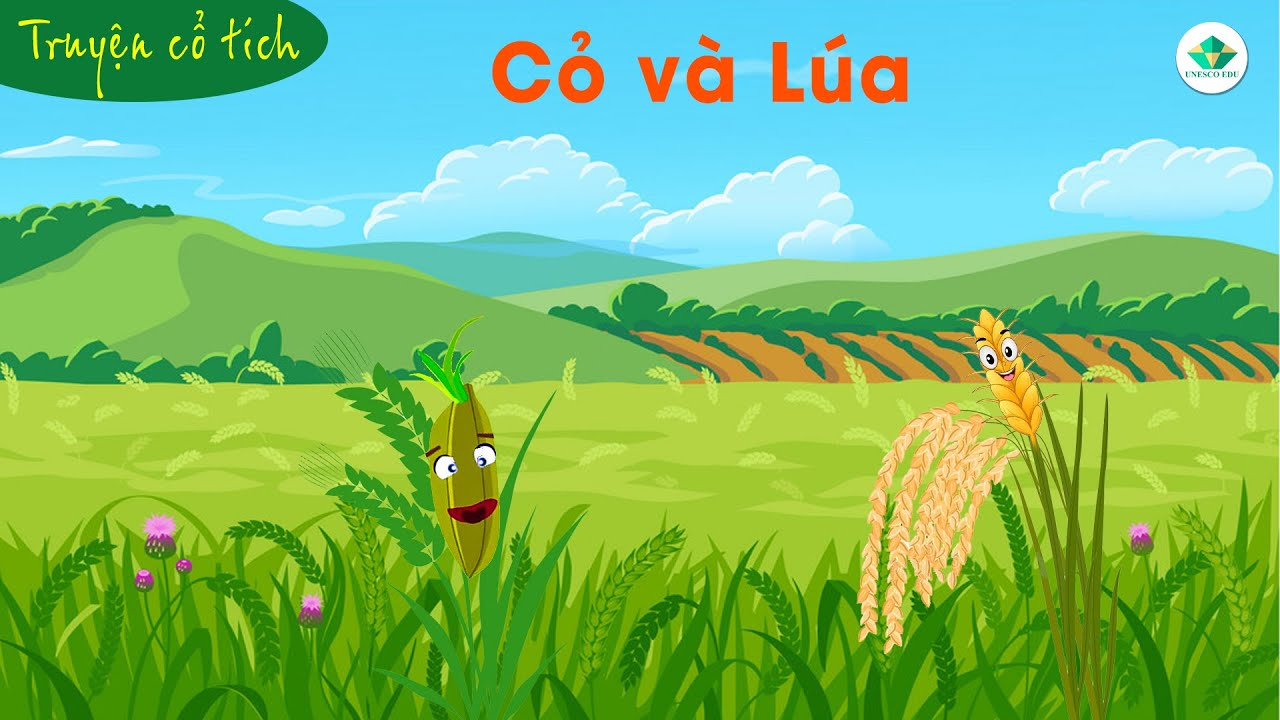 Truyện cổ tích
Cỏ và Lúa
UNESCO EDU